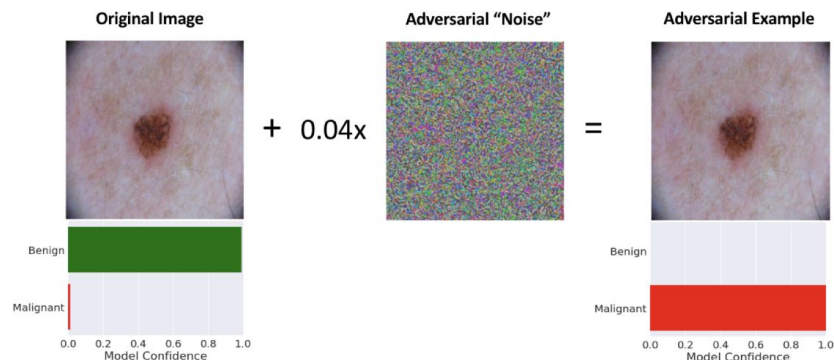 Original Image
Adversarial “Noise”
Adversarial Example
+ 0.04x
=
Benign
Malignant
0.0 0.2 0.4 0.6 0.8 1.0
Model Confidence
Benign
Malignant
0.0 0.2 0.4 0.6 0.8 1.0
Model Confidence